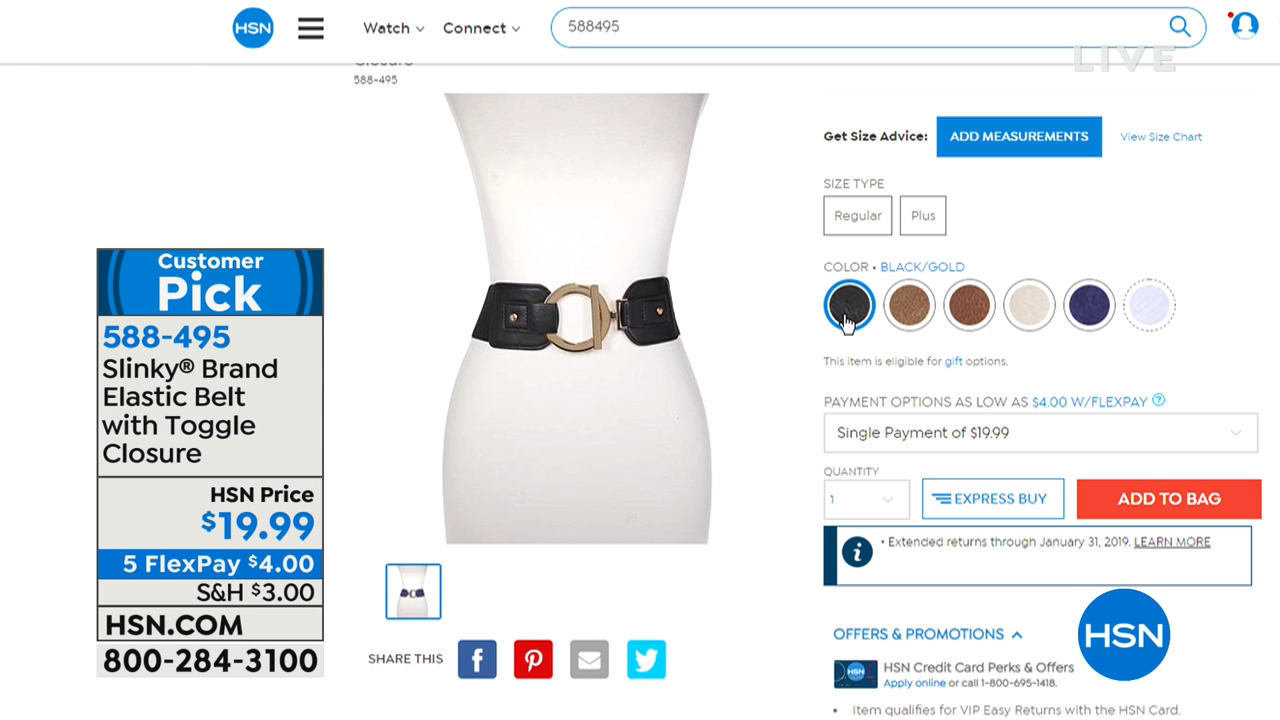 HSN
Watch
Connect
588495
LIVE
Closure
588-495
Get Size Advice:
ADD MEASUREMENTS
View Size Chart
SIZE TYPE
Regular
Plus
COLOR • BLACK/GOLD
This item is eligible for gift options.
PAYMENT OPTIONS AS LOW AS $4.00 W/FLEXPAY ?
Single Payment of $19.99
QUANTITY
1
EXPRESS BUY
ADD TO BAG
• Extended returns through January 31, 2019. LEARN MORE
OFFERS & PROMOTIONS
HSN
HSN
HSN Credit Card Perks & Offers
Apply online or call 1-800-695-1418.
• Item qualifies for VIP Easy Returns with the HSN Card.
SHARE THIS
Customer
Pick
588-495
Slinky® Brand
Elastic Belt
with Toggle
Closure
HSN Price
$19.99
5 FlexPay $4.00
S&H $3.00
HSN.COM
800-284-3100